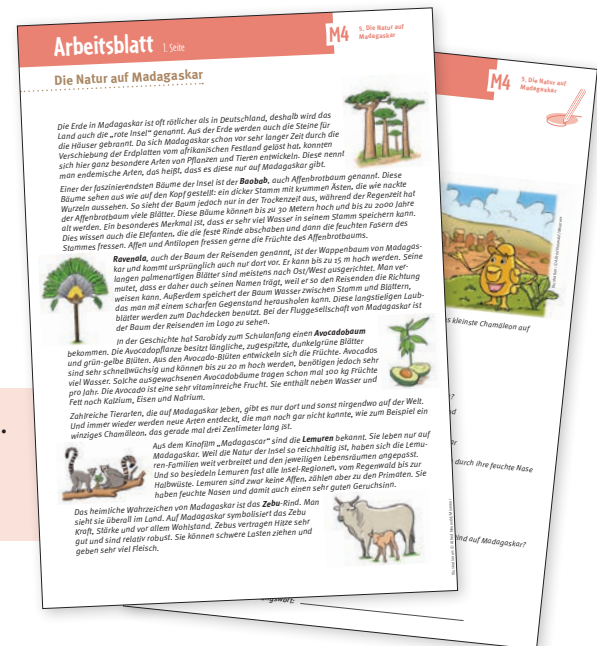 Arbeitsblatt 1. Seite
M4
5. Die Natur auf
Madagaskar
Die Natur auf Madagaskar
Die Erde in Madagaskar ist oft rötlicher als in Deutschland, deshalb wird das
Land auch die „rote Insel“ genannt. Aus der Erde werden auch die Steine für
die Häuser gebrannt. Da sich Madagaskar schon vor sehr langer Zeit durch die
Verschiebung der Erdplatten vom afrikanischen Festland gelöst hat, konnten
sich hier ganz besondere Arten von Pflanzen und Tieren entwickeln. Diese nennt
man endemische Arten, das heißt, dass es diese nur auf Madagaskar gibt.
Einer der faszinierendsten Bäume der Insel ist der Baobab, auch Affenbrotbaum genannt. Diese
Bäume sehen aus wie auf den Kopf gestellt: ein dicker Stamm mit krummen Ästen, die wie nackte
Wurzeln aussehen. So sieht der Baum jedoch nur in der Trockenzeit aus, während der Regenzeit hat
der Affenbrotbaum viele Blätter. Diese Bäume können bis zu 30 Metern hoch und bis zu 2000 Jahre
alt werden. Ein besonderes Merkmal ist, dass er sehr viel Wasser in seinem Stamm speichern kann.
Dies wissen auch die Elefanten, die die feste Rinde abschaben und dann die feuchten Fasern des
Stammes fressen. Affen und Antilopen fressen gerne die Früchte des Affenbrotbaums.
Ravenala, auch der Baum der Reisenden genannt, ist der Wappenbaum von Madagas-
kar und kommt ursprünglich auch nur dort vor. Er kann bis zu 15 m hoch werden. Seine
langen palmenartigen Blätter sind meistens nach Ost/West ausgerichtet. Man ver-
mutet, dass er daher auch seinen Namen trägt, weil er so den Reisenden die Richtung
weisen kann. Außerdem speichert der Baum Wasser zwischen Stamm und Blättern,
das man mit einem scharfen Gegenstand herausholen kann. Diese langstieligen Laub-
blätter werden zum Dachdecken benutzt. Bei der Fluggesellschaft von Madagaskar ist
der Baum der Reisenden im Logo zu sehen.
In der Geschichte hat Sarobidy zum Schulanfang einen Avocadobaum
bekommen. Die Avocadopflanze besitzt längliche, zugespitzte, dunkelgrüne Blätter
und grün-gelbe Blüten. Aus den Avocado-Blüten entwickeln sich die Früchte. Avocados
sind sehr schnellwüchsig und können bis zu 20 m hoch werden, benötigen jedoch sehr
viel Wasser. Solche ausgewachsenen Avocadobäume tragen schon mal 100 kg Früchte
pro Jahr. Die Avocado ist eine sehr vitaminreiche Frucht. Sie enthält neben Wasser und
Fett noch Kalzium, Eisen und Natrium.
Zahlreiche Tierarten, die auf Madagaskar leben, gibt es nur dort und sonst nirgendwo auf der Welt.
Und immer wieder werden neue Arten entdeckt, die man noch gar nicht kannte, wie zum Beispiel ein
winziges Chamäleon, das gerade mal drei Zentimeter lang ist.
Aus dem Kinofilm „Madagascar“ sind die Lemuren bekannt. Sie leben nur auf
Madagaskar. Weil die Natur der Insel so reichhaltig ist, haben sich die Lemu-
ren-Familien weit verbreitet und den jeweiligen Lebensräumen angepasst.
Und so besiedeln Lemuren fast alle Insel-Regionen, vom Regenwald bis zur
Halbwüste. Lemuren sind zwar keine Affen, zählen aber zu den Primaten. Sie
haben feuchte Nasen und damit auch einen sehr guten Geruchsinn.
Das heimliche Wahrzeichen von Madagaskar ist das Zebu-Rind. Man
sieht sie überall im Land. Auf Madagaskar symbolisiert das Zebu
Kraft, Stärke und vor allem Wohlstand. Zebus vertragen Hitze sehr
gut und sind relativ robust. Sie können schwere Lasten ziehen und
geben sehr viel Fleisch.
M4
5. Die Natur auf
Madagaskar
kleinste Chamäleon auf
durch ihre feuchte Nase
ind auf Madagaskar?